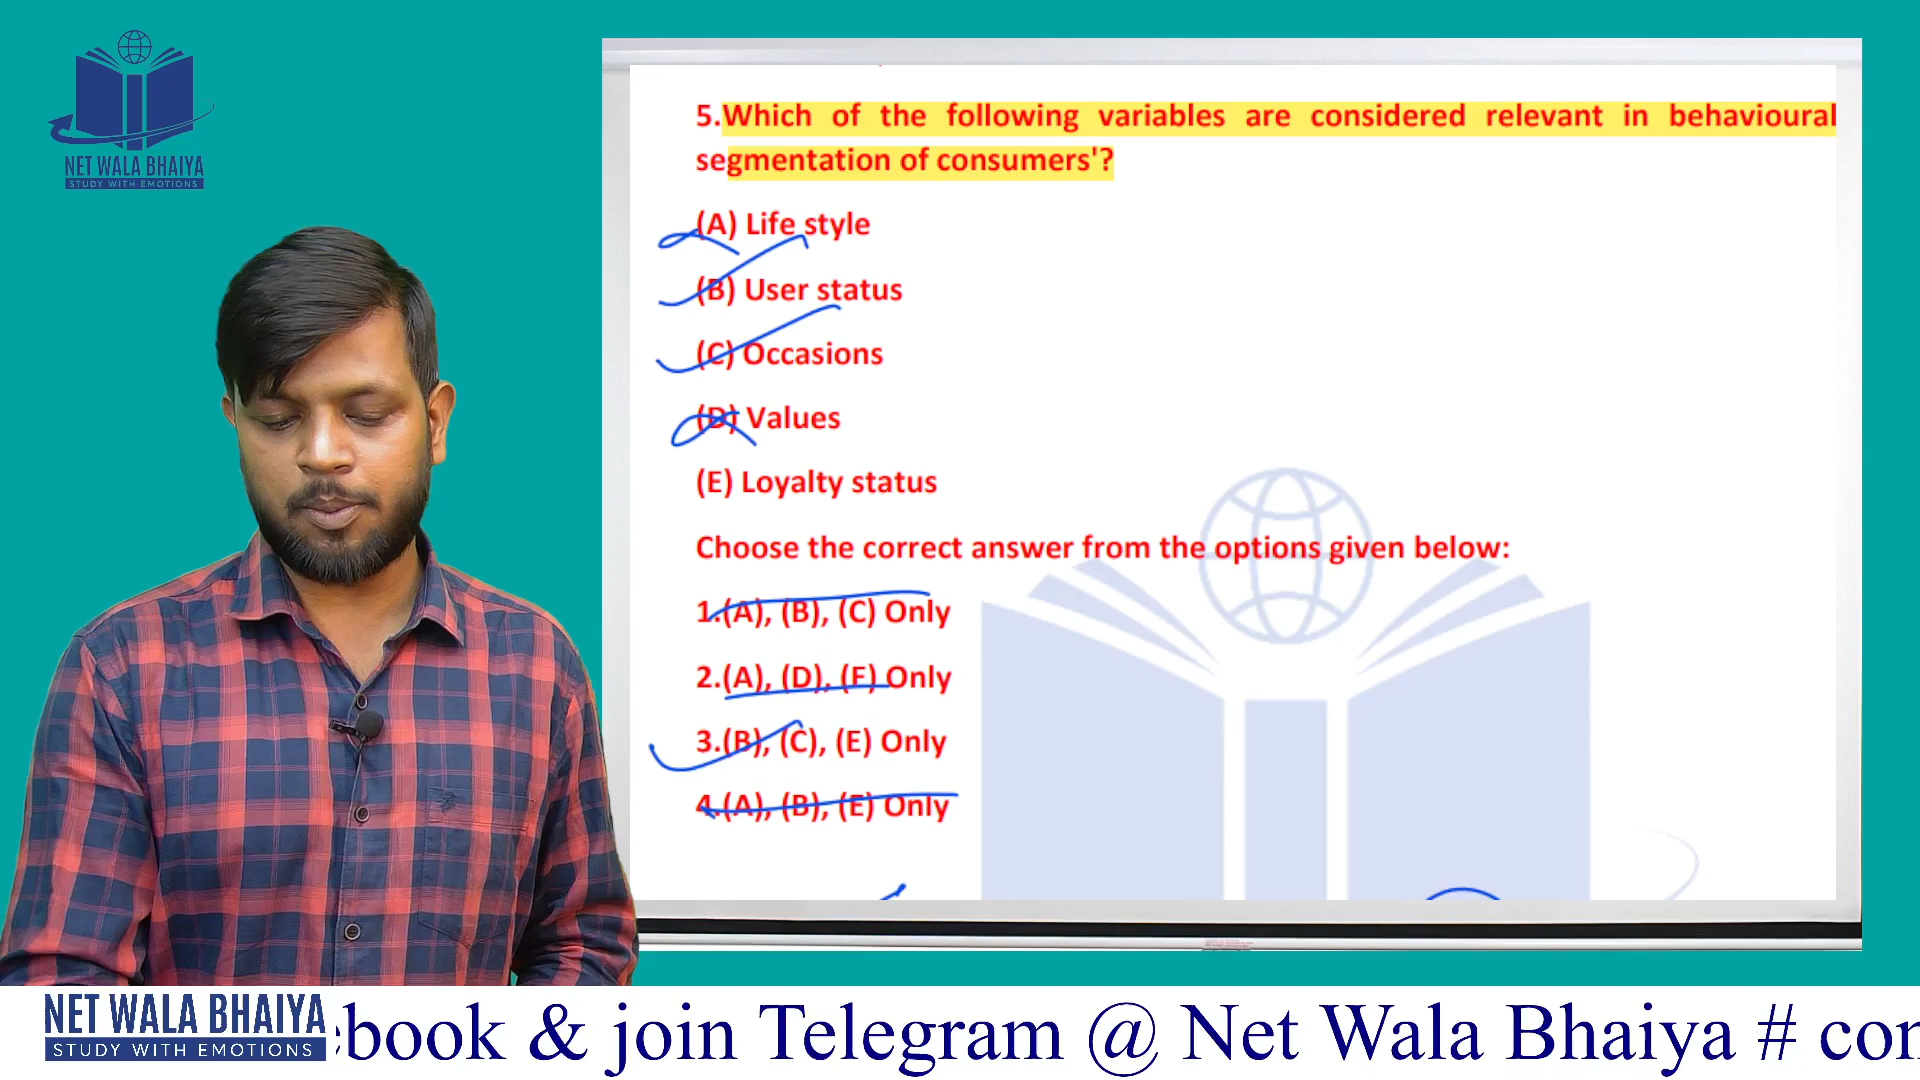 NET WALA BHAIYA
STUDY WITH EMOTIONS
5.Which of the following variables are considered relevant in behavioural
segmentation of consumers'?
(A) Life style
(B) User status
(C) Occasions
(D) Values
(E) Loyalty status
Choose the correct answer from the options given below:
1.(A), (B), (C) Only
2.(A), (D), (E) Only
3.(B), (C), (E) Only
4.(A), (B), (E) Only
NET WALA BHAIYA
STUDY WITH EMOTIONS
book & join Telegram @ Net Wala Bhaiya #